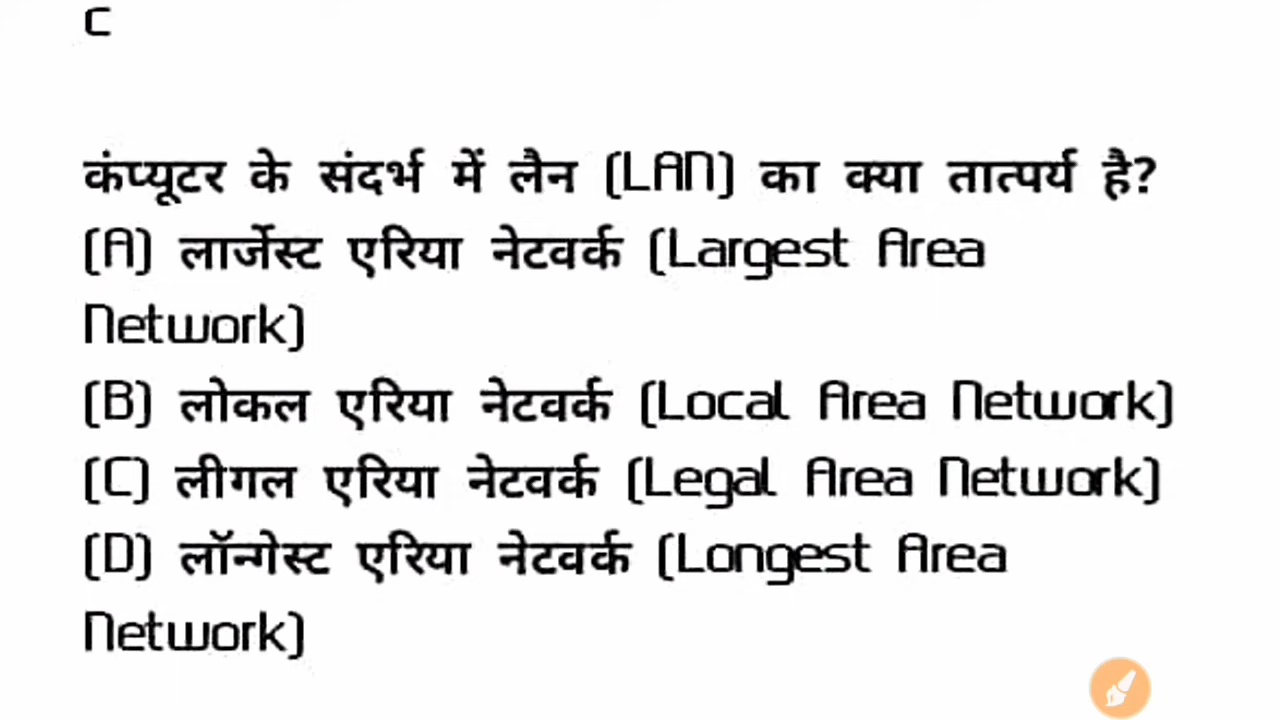 C
कंप्यूटर के संदर्भ में लैन (LAN) का क्या तात्पर्य है?
(A) लार्जेस्ट एरिया नेटवर्क (Largest Area
Network)
(B) लोकल एरिया नेटवर्क (Local Area Network)
(C) लीगल एरिया नेटवर्क (Legal Area Network)
(D) लॉन्गेस्ट एरिया नेटवर्क (Longest Area
Network)